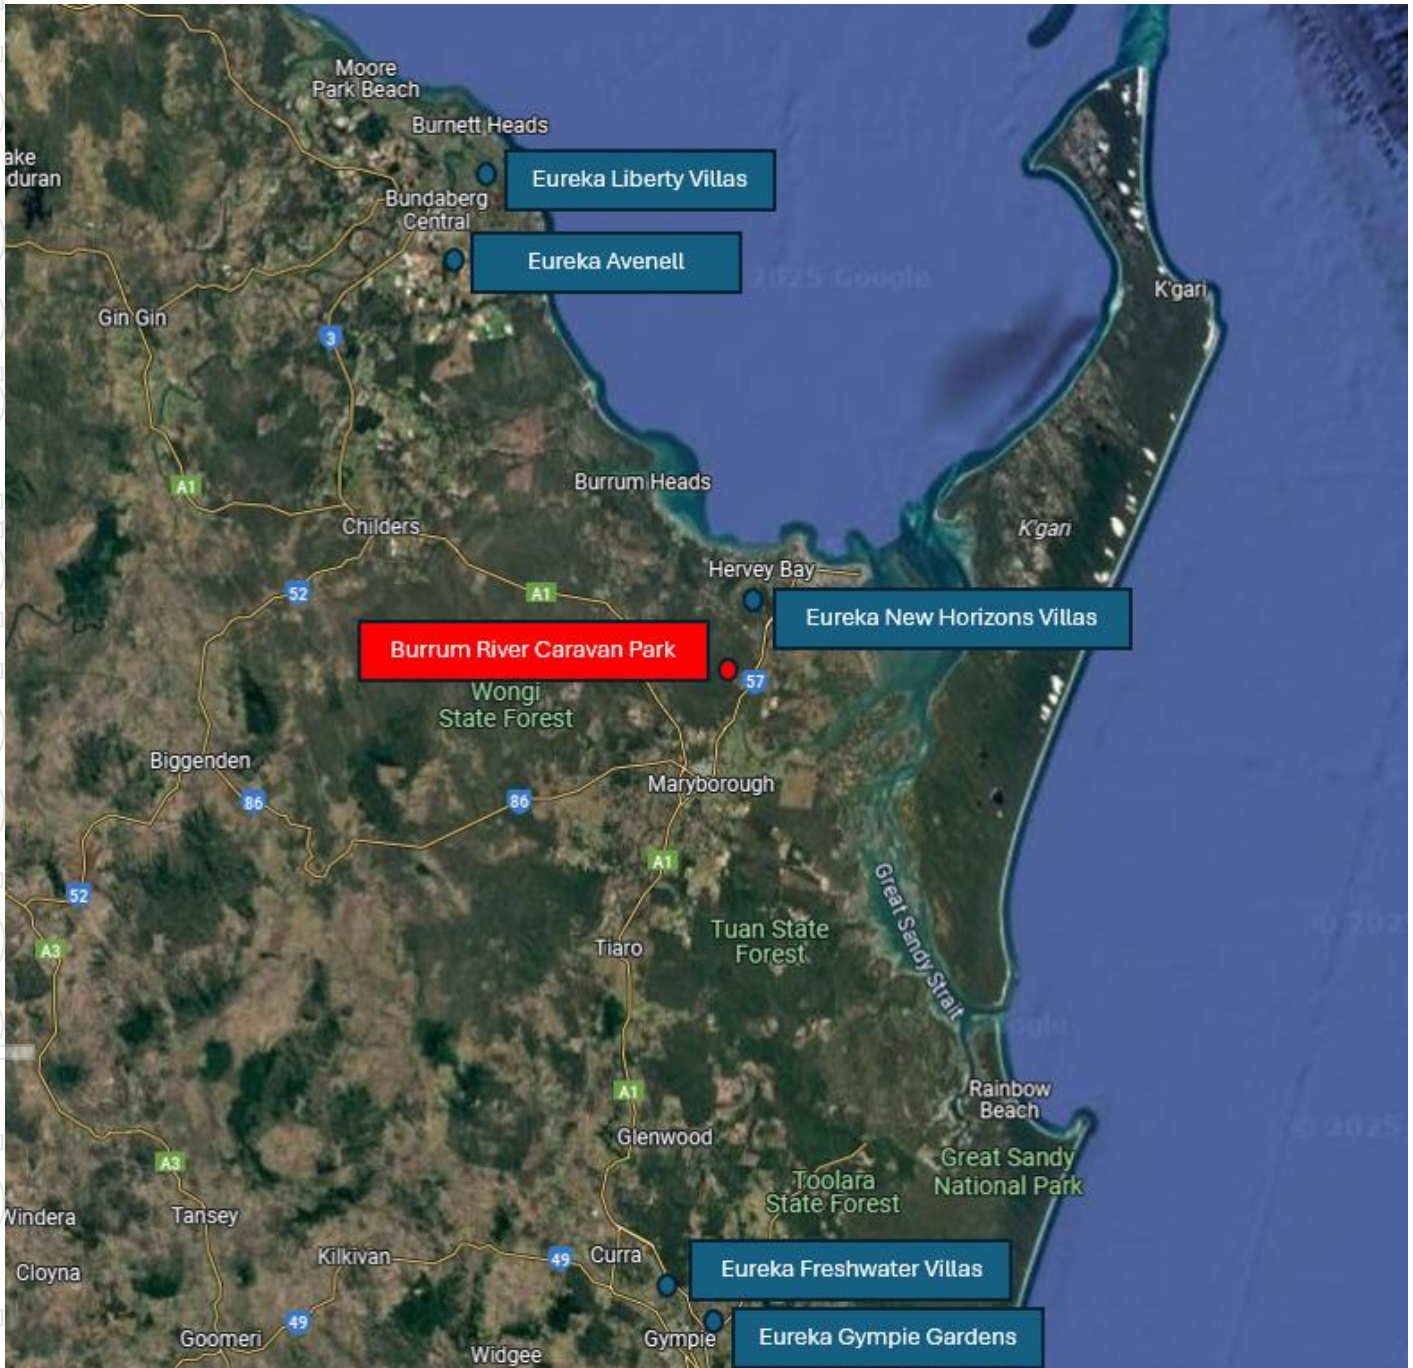 Moore
Park Beach
Burnett Heads
ake
duran
Eureka Liberty Villas
Bundaberg
Central
Eureka Avenell
2025 Google
K'gari
Gin Gin
3
Burrum Heads
A1
Childers
K'gari
Hervey Bay
52
A1
Eureka New Horizons Villas
Burrum River Caravan Park
57
Wongi
State Forest
Biggenden
Maryborough
86
86
A1
52
Great Sandy Strait
Tuan State
Forest
A3
Tiaro
© 202
gle
A1
Rainbow
Beach
Glenwood
© 2025
A3
Great Sandy
National Park
Toolara
State Forest
Windera
Tansey
Kilkivan
49
Curra
Eureka Freshwater Villas
Cloyna
49
Goomeri
Gympie
Eureka Gympie Gardens
Widgee